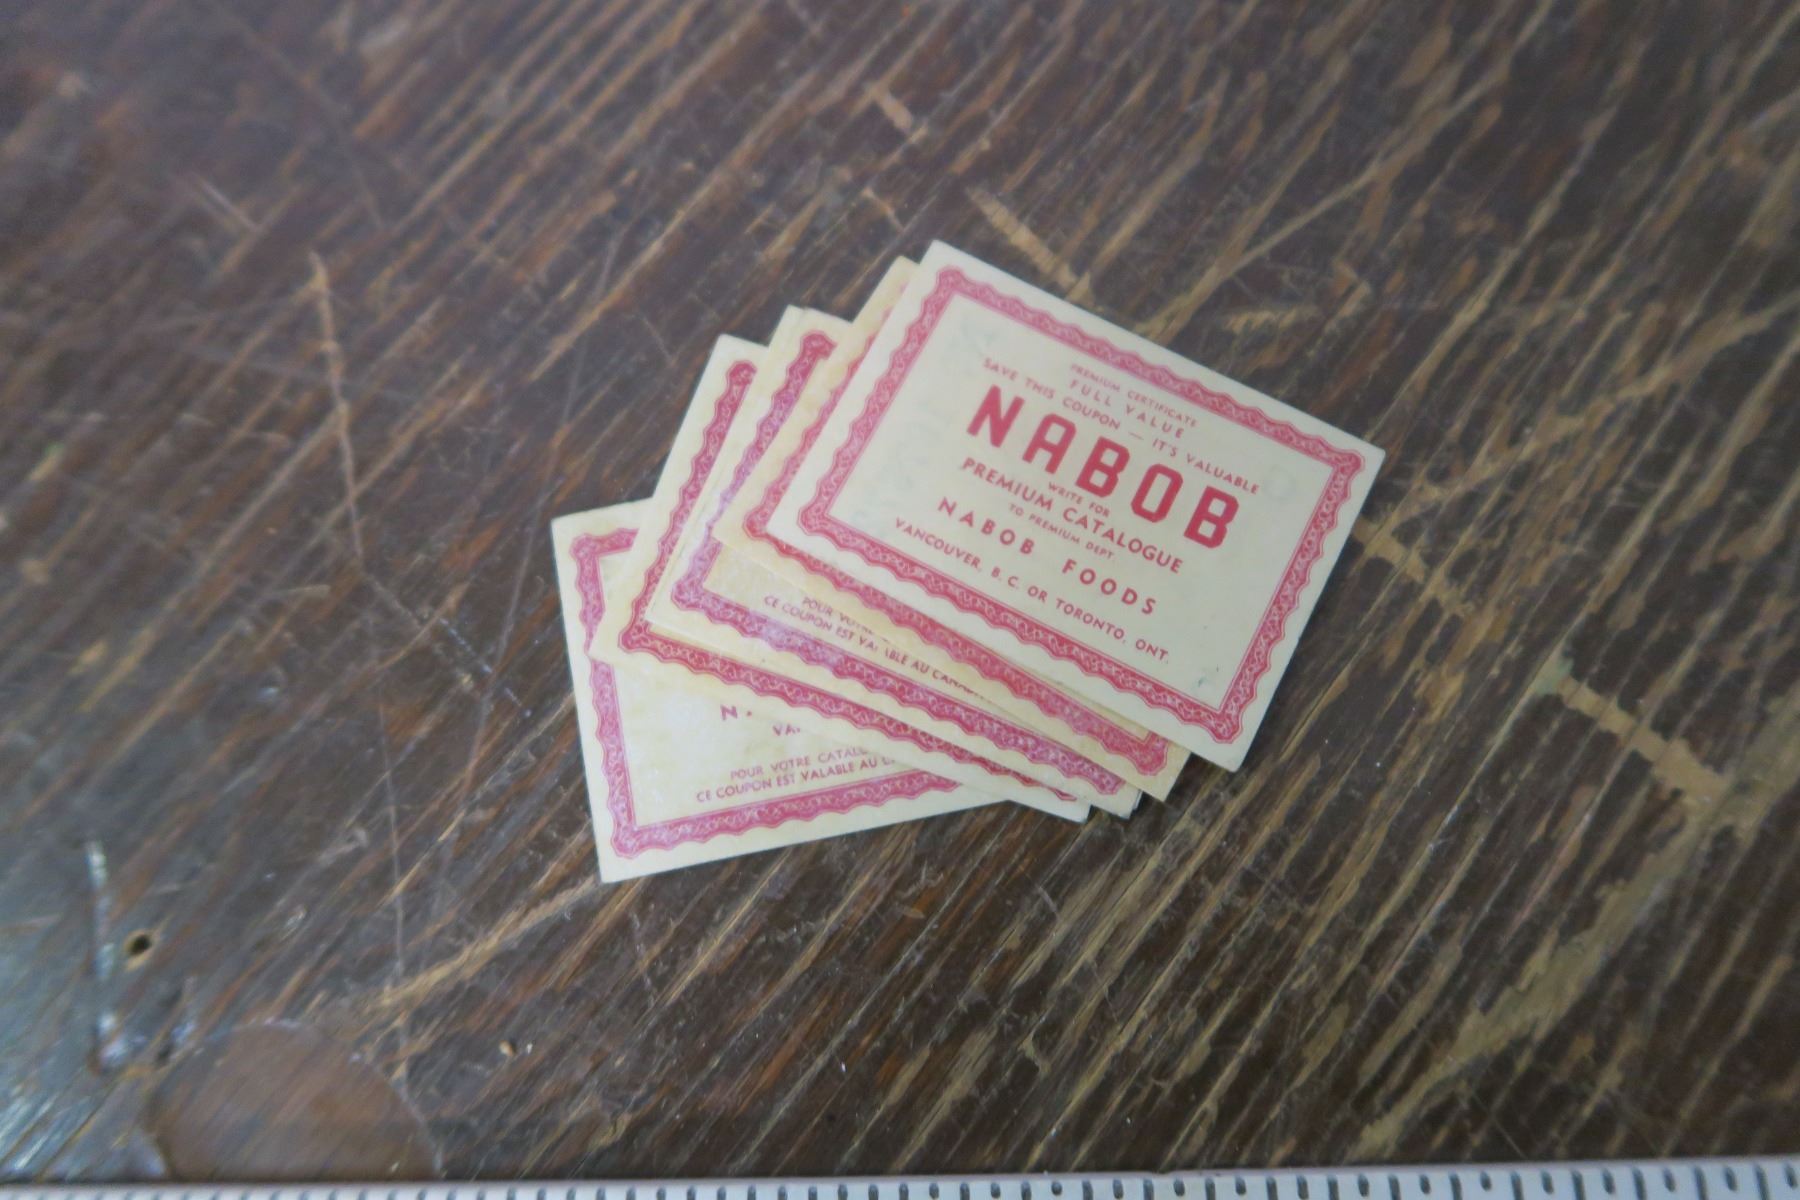 PREMIUM CERTIFICATE
FULL VALUE
SAVE THIS COUPON — IT'S VALUABLE
NABOB
WRITE FOR
PREMIUM CATALOGUE
TO PREMIUM DEPT.
NABOB FOODS
VANCOUVER, B. C. OR TORONTO, ONT.
POUR VOTRE
CE COUPON EST VALABLE AU
POUR VOTRE
CE COUPON EST VALABLE AU